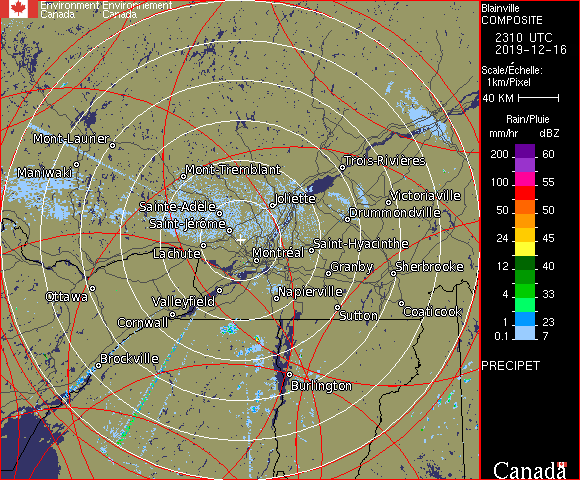 Environment Environnement
Canada Canada
Blainville
COMPOSITE
2310 UTC
2019-12-16
Scale/Échelle:
1km/Pixel
40 KM
Rain/Pluie
mm/hr dBZ
200 60
100 55
50 50
24 45
12 40
4 33
1 23
0.1 7
PRECIPET
Canada
Mont-Laurier
Maniwaki
Mont-Tremblant
Trois-Rivières
Joliette
Victoriaville
Sainte-Adèle
Drummondville
Saint-Jérôme
Lachute
Montréal
Saint-Hyacinthe
Granby
Sherbrooke
Ottawa
Valleyfield
Napierville
Cornwall
Sutton
Coaticook
Brockville
Burlington